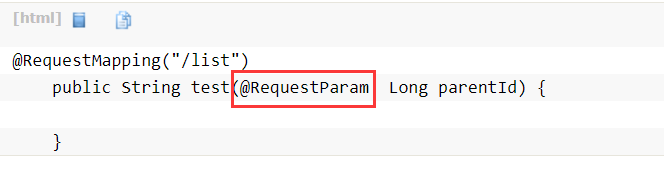 [html]
@RequestMapping("/list")
public String test(@RequestParam Long parentId) {
}